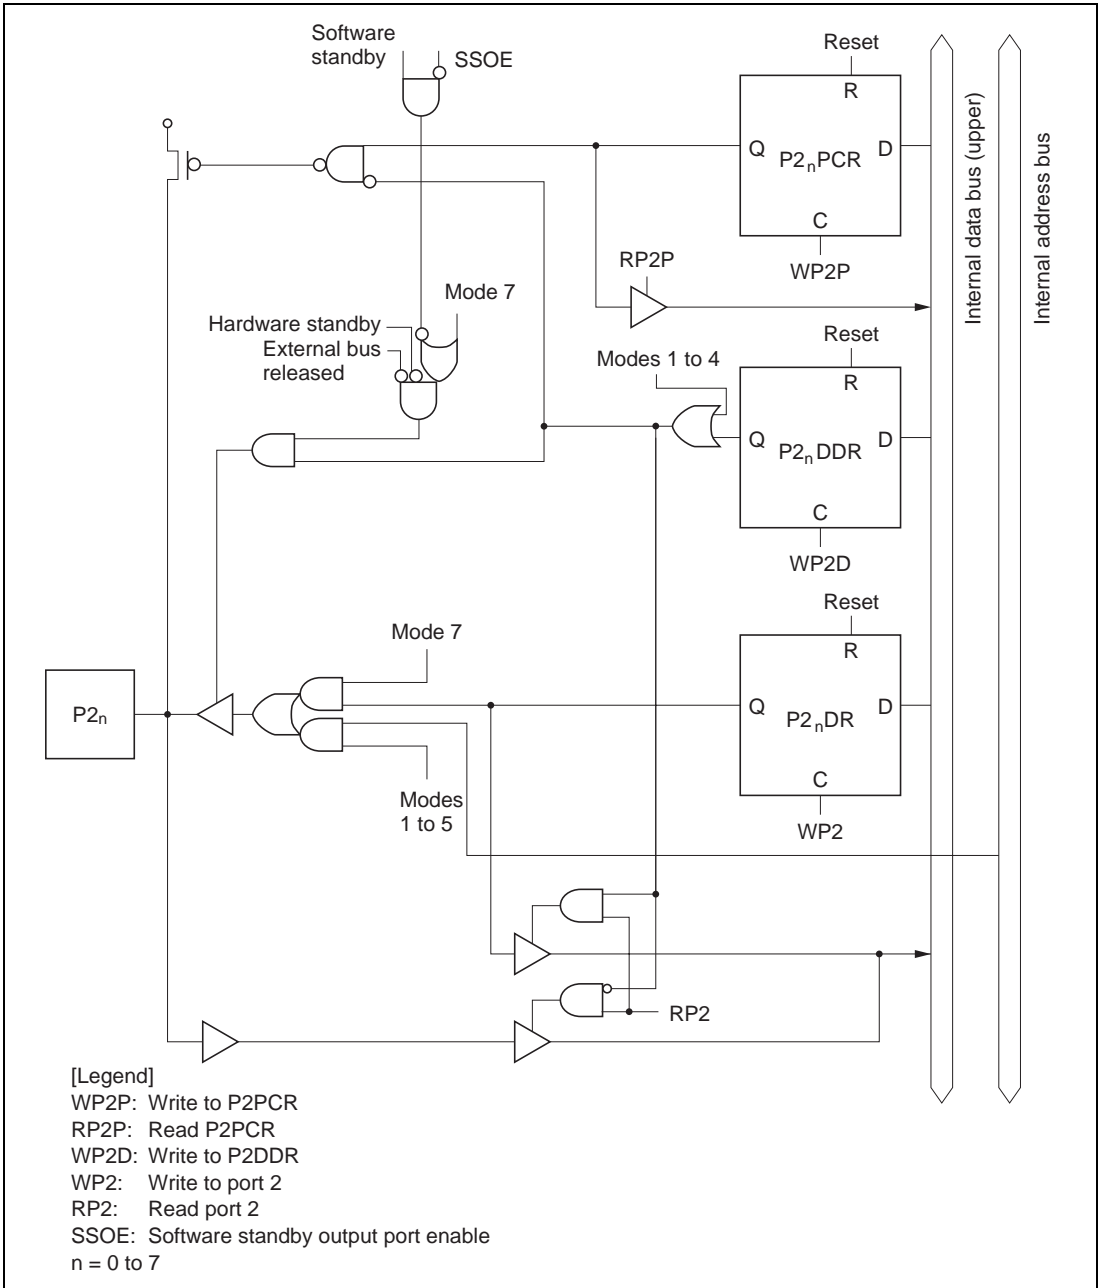 Software
standby
SSOE
Reset
R
Q
P2nPCR
D
C
WP2P
Internal data bus (upper)
Internal address bus
RP2P
Mode 7
Hardware standby
External bus
released
Modes 1 to 4
Reset
R
Q
P2nDDR
D
C
WP2D
Reset
Mode 7
R
P2n
Q
P2nDR
D
C
Modes
1 to 5
WP2
RP2
[Legend]
WP2P: Write to P2PCR
RP2P: Read P2PCR
WP2D: Write to P2DDR
WP2: Write to port 2
RP2: Read port 2
SSOE: Software standby output port enable
n = 0 to 7